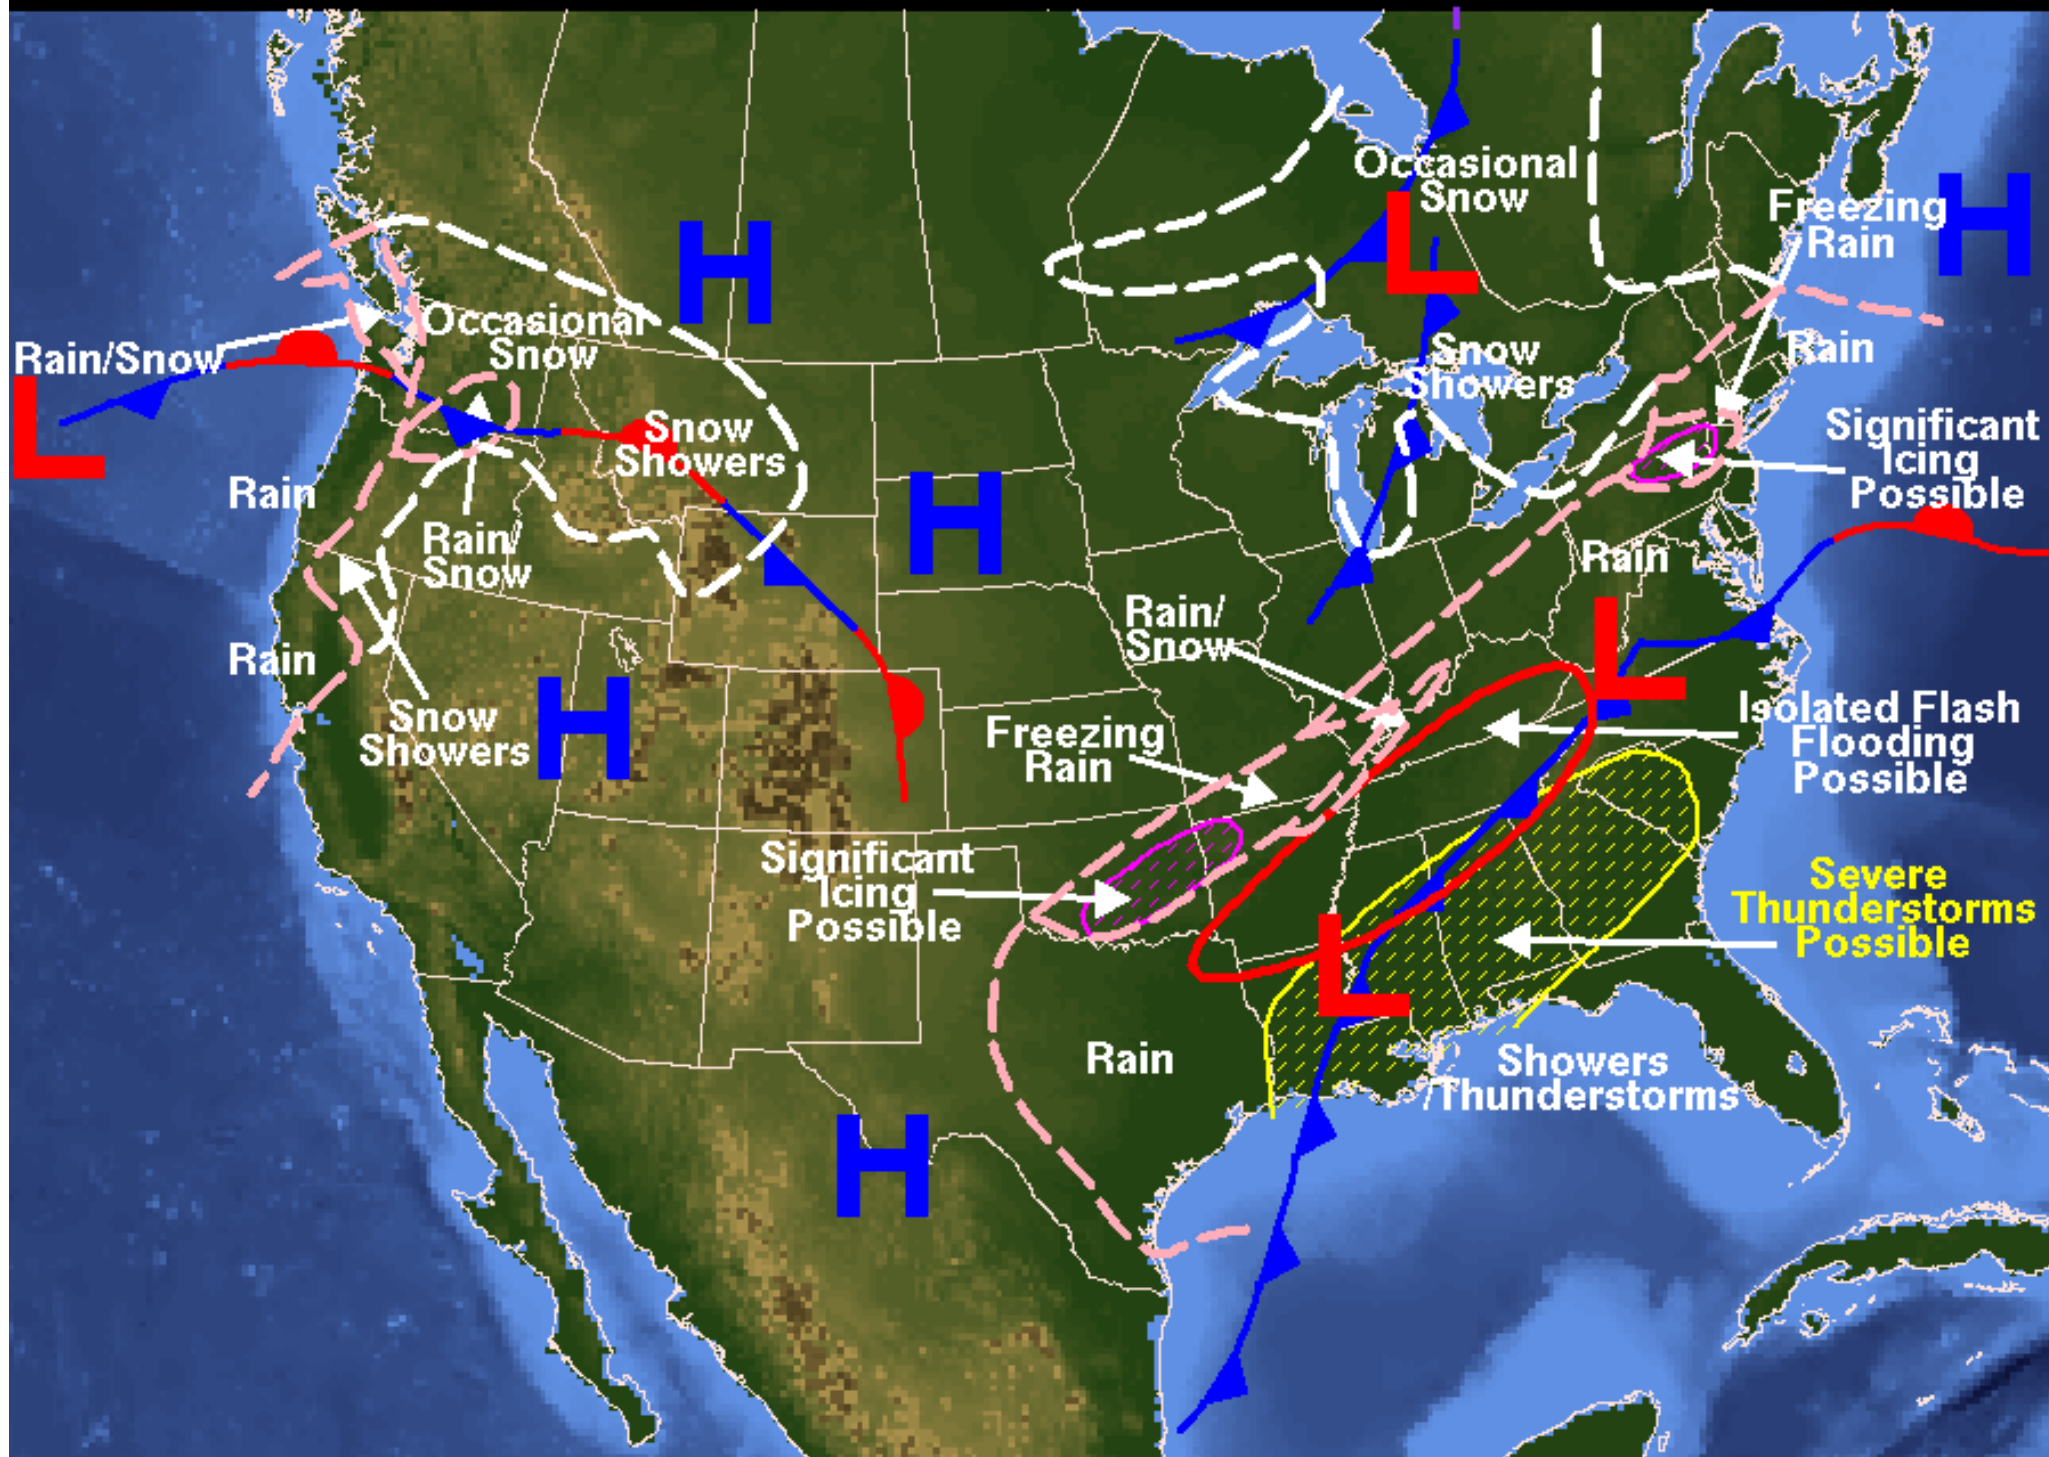 Occasional
Snow
Freezing
Rain
H
H
L
Occasional
Snow
Rain/Snow
L
Snow
Showers
Rain
Snow
Showers
Significant
Icing
Possible
Rain
H
Rain/
Snow
Rain
Rain/
Snow
L
Rain
Snow
Showers
H
Freezing
Rain
Isolated Flash
Flooding
Possible
Significant
Icing
Possible
Severe
Thunderstorms
Possible
L
Rain
Showers
/Thunderstorms
H